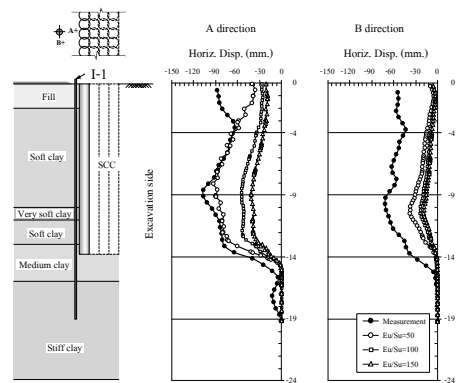 A direction
B direction
A+
B+
Horiz. Disp. (mm.)
Horiz. Disp. (mm.)
I-1
-150 -120 -90 -60 -30 0
-150 -120 -90 -60 -30 0
Fill
Soft clay
SCC
Very soft clay
Soft clay
Medium clay
Stiff clay
Excavation side
0
-4
-9
-14
-19
-24
0
-4
-9
-14
-19
-24
Measurement
Eu/Su=50
Eu/Su=100
Eu/Su=150